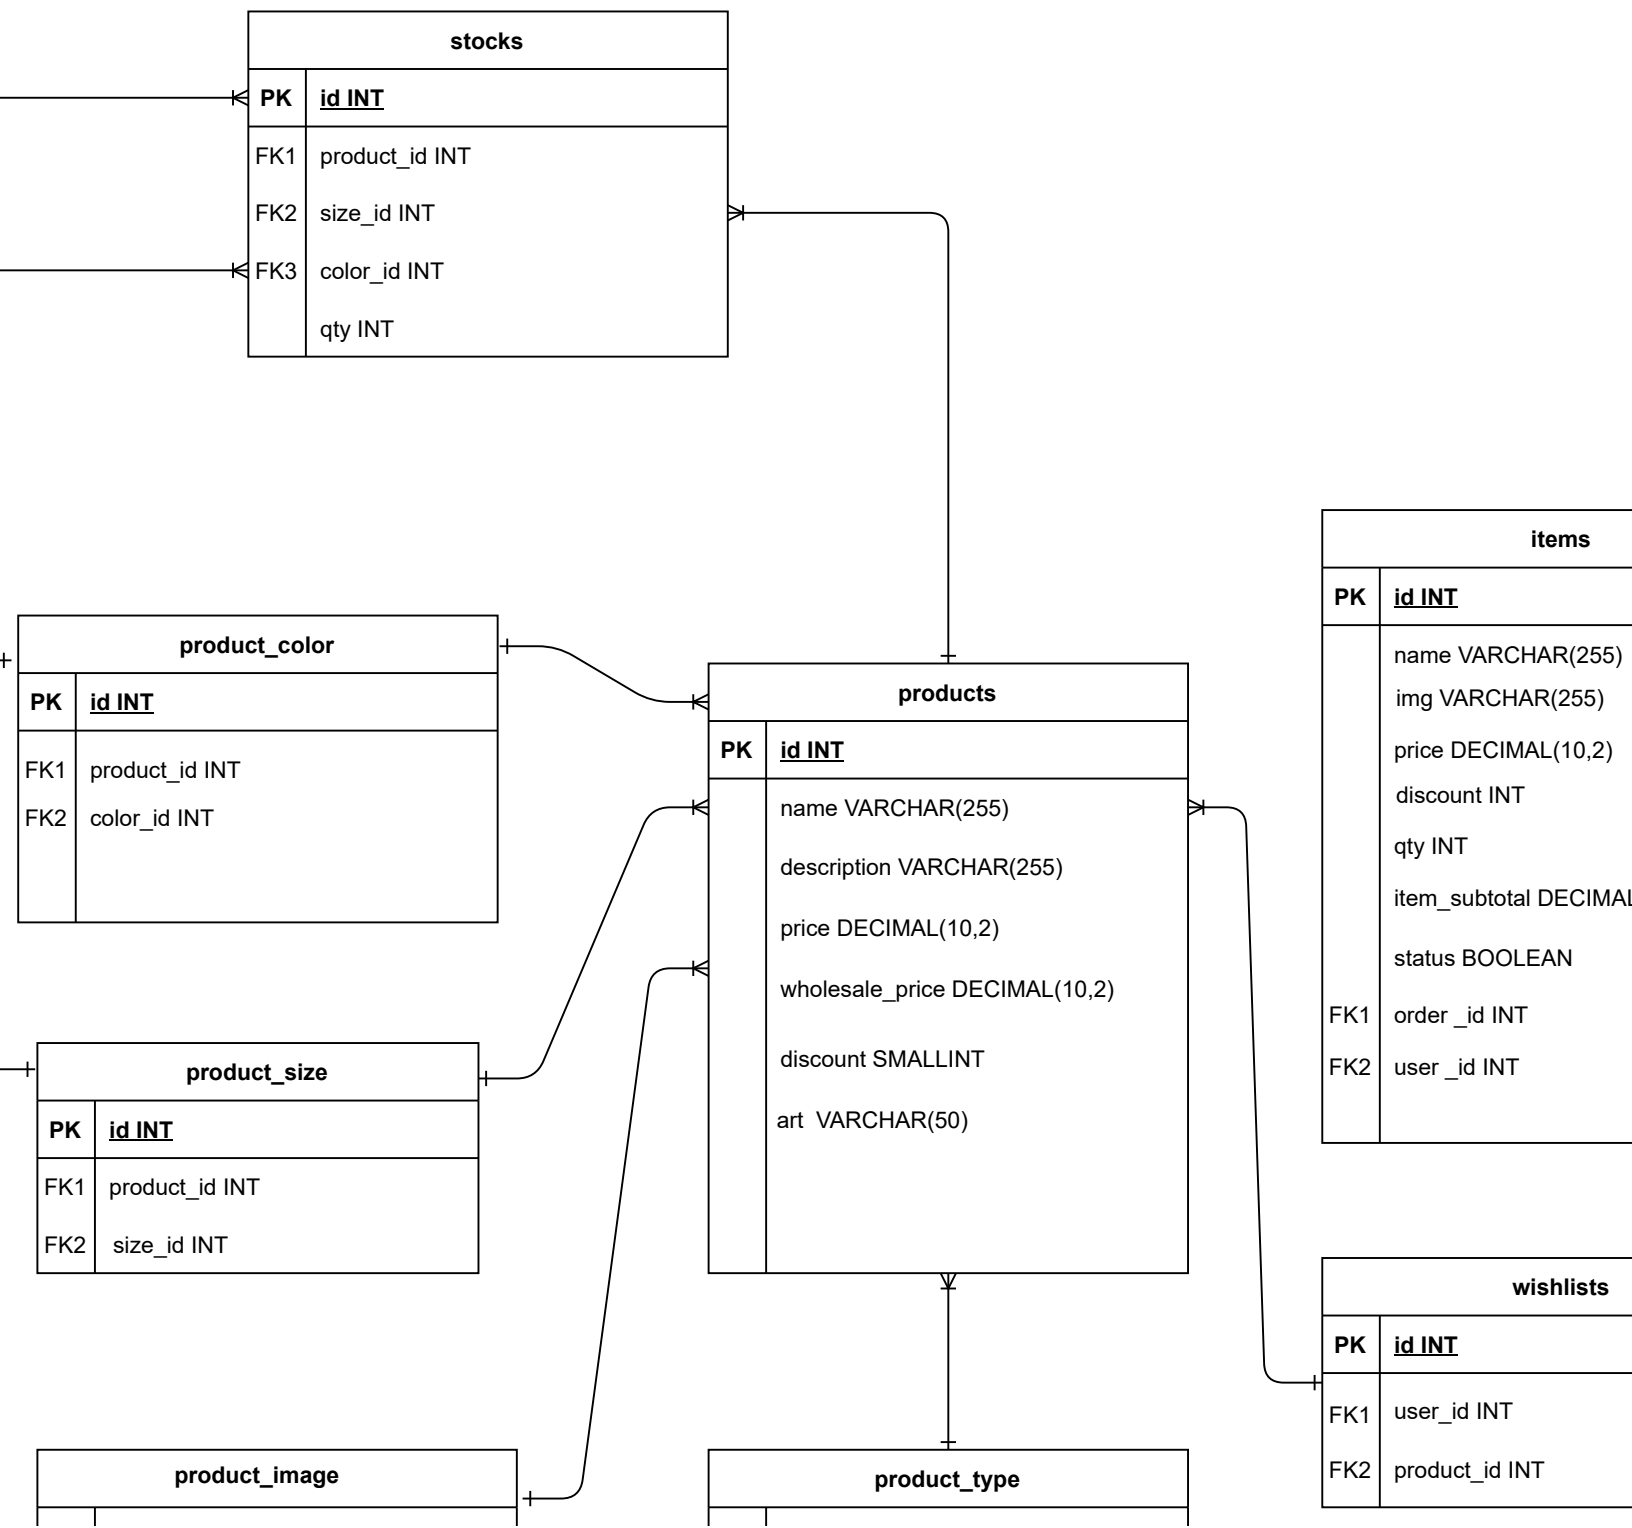 stocks
PK id INT
FK1 product_id INT
FK2 size_id INT
FK3 color_id INT
qty INT
product_color
PK id INT
FK1 product_id INT
FK2 color_id INT
products
PK id INT
name VARCHAR(255)
description VARCHAR(255)
price DECIMAL(10,2)
wholesale_price DECIMAL(10,2)
discount SMALLINT
art VARCHAR(50)
items
PK id INT
name VARCHAR(255)
img VARCHAR(255)
price DECIMAL(10,2)
discount INT
qty INT
item_subtotal DECIMAL
status BOOLEAN
FK1 order _id INT
FK2 user _id INT
product_size
PK id INT
FK1 product_id INT
FK2 size_id INT
wishlists
PK id INT
FK1 user_id INT
FK2 product_id INT
product_image
product_type